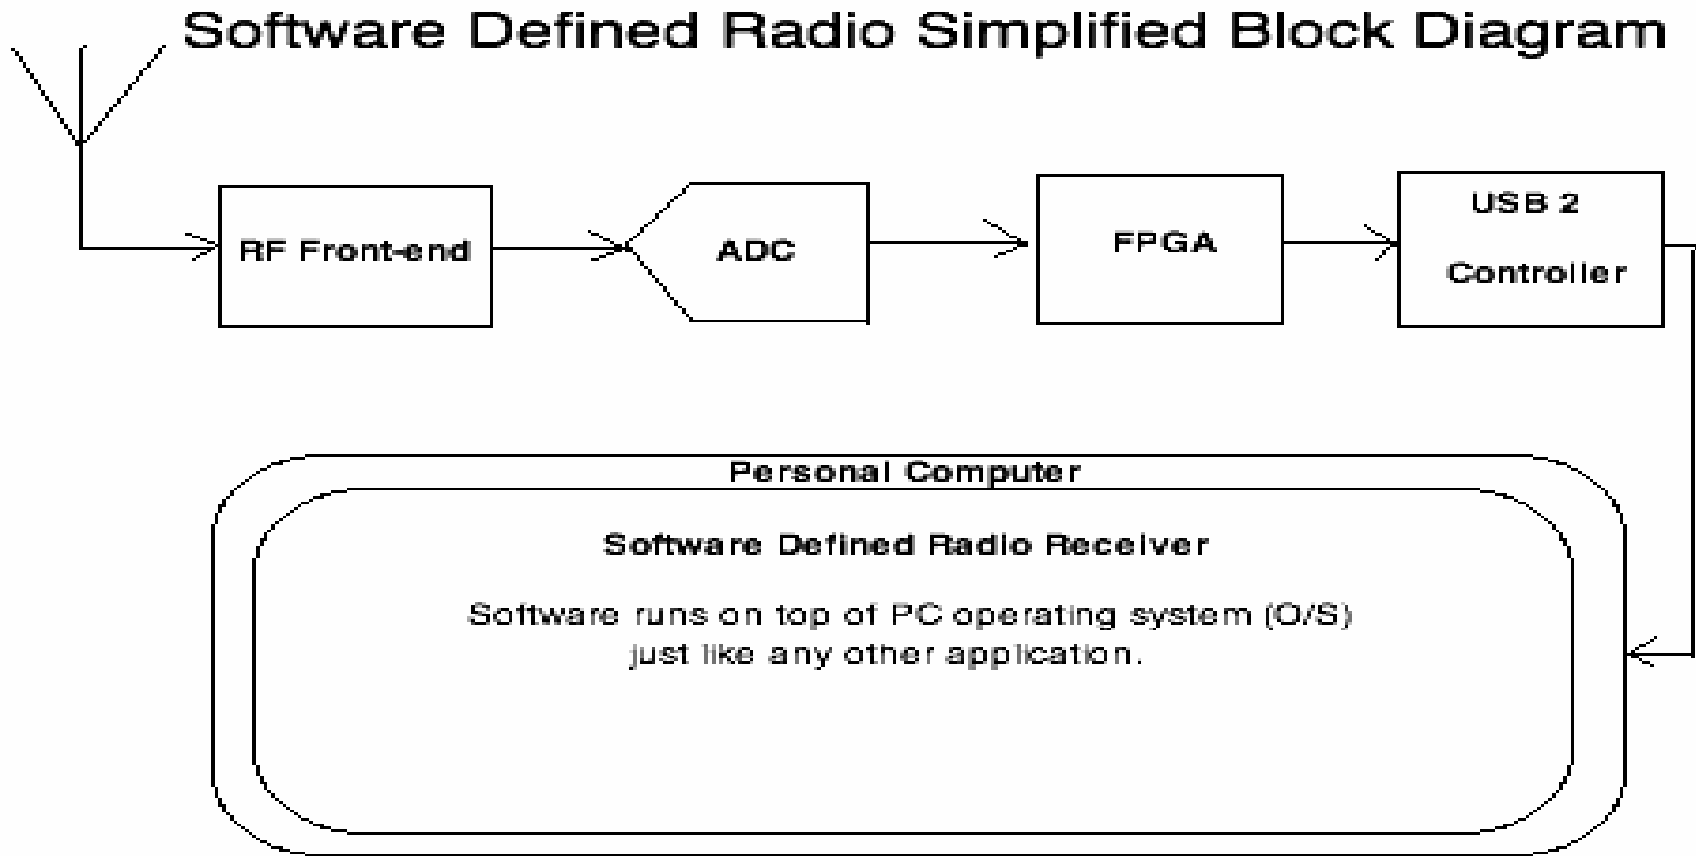 Software Defined Radio Simplified Block Diagram
RF Front-end
ADC
FPGA
USB 2
Controller
Personal Computer
Software Defined Radio Receiver
Software runs on top of PC operating system (O/S)
just like any other application.